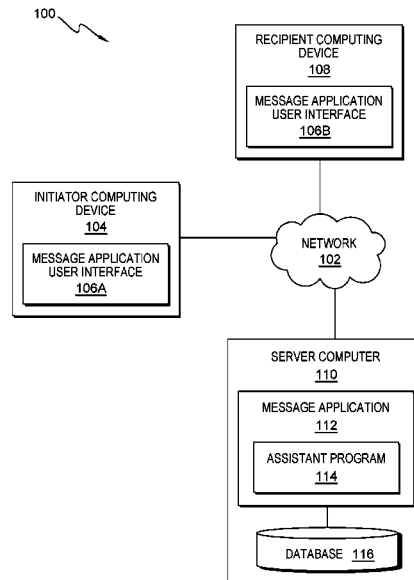 100
RECIPIENT COMPUTING
DEVICE
108
MESSAGE APPLICATION
USER INTERFACE
106B
INITIATOR COMPUTING
DEVICE
104
MESSAGE APPLICATION
USER INTERFACE
106A
NETWORK
102
SERVER COMPUTER
110
MESSAGE APPLICATION
112
ASSISTANT PROGRAM
114
DATABASE 116